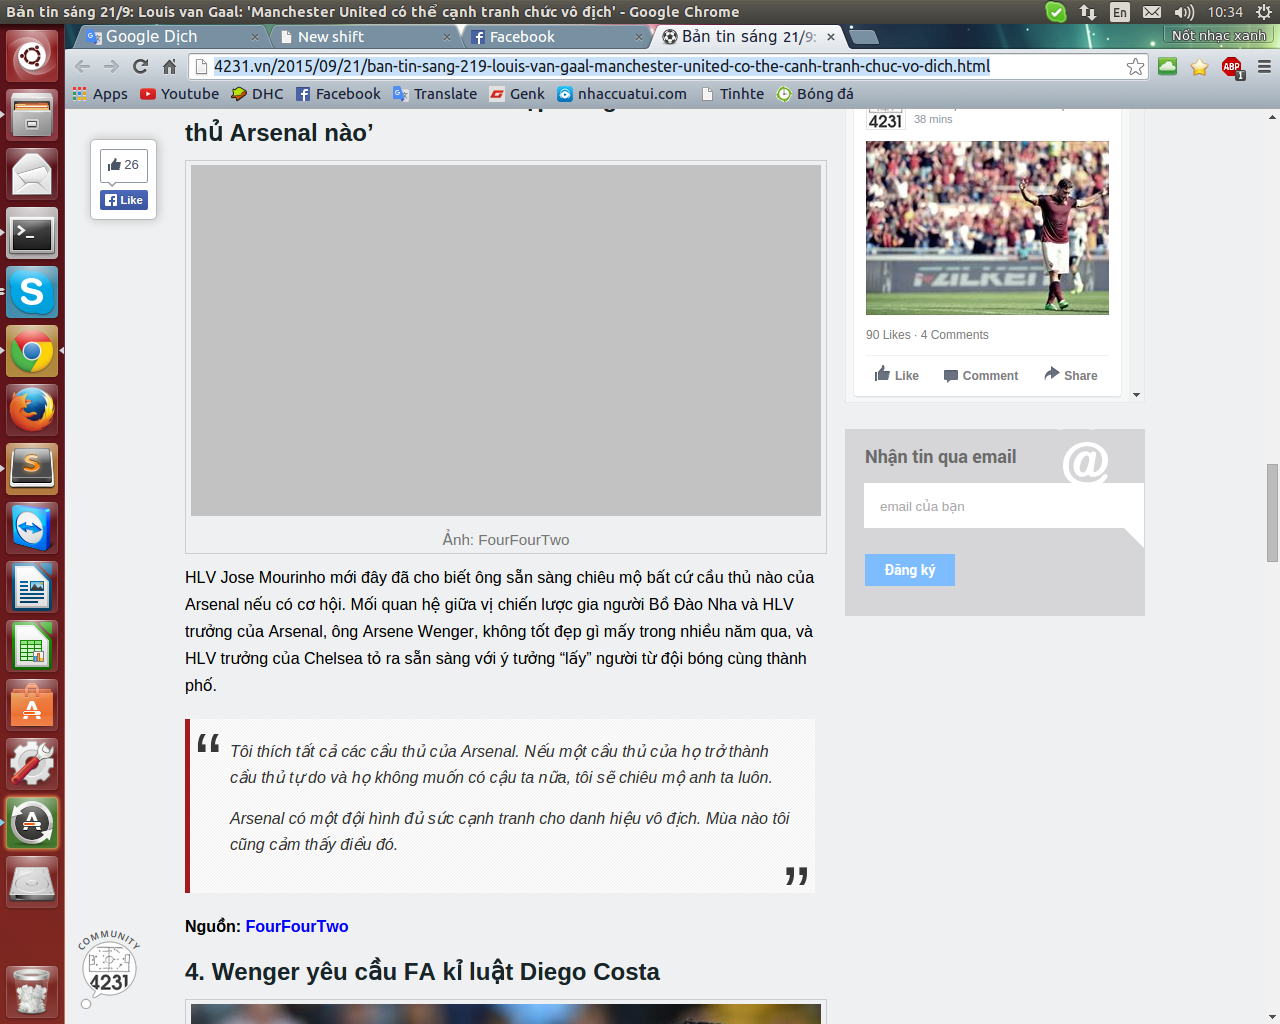 Bản tin sáng 21/9: Louis van Gaal: 'Manchester United có thể cạnh tranh chức vô địch' - Google Chrome
En
10:34
Google Dịch
New shift
Facebook
Bản tin sáng 21/9:
Nốt nhạc xanh
4231.vn/2015/09/21/ban-tin-sang-219-louis-van-gaal-manchester-united-co-the-canh-tranh-chuc-vo-dich.html
ABP
1
Apps
Youtube
DHC
Facebook
Translate
Genk
nhaccuatui.com
Tinhte
Bóng đá
thủ Arsenal nào’
26
Like
Ảnh: FourFourTwo
HLV Jose Mourinho mới đây đã cho biết ông sẵn sàng chiêu mộ bất cứ cầu thủ nào của
Arsenal nếu có cơ hội. Mối quan hệ giữa vị chiến lược gia người Bồ Đào Nha và HLV
trưởng của Arsenal, ông Arsene Wenger, không tốt đẹp gì mấy trong nhiều năm qua, và
HLV trưởng của Chelsea tỏ ra sẵn sàng với ý tưởng “lấy” người từ đội bóng cùng thành
phố.
“
Tôi thích tất cả các cầu thủ của Arsenal. Nếu một cầu thủ của họ trở thành
cầu thủ tự do và họ không muốn có cậu ta nữa, tôi sẽ chiêu mộ anh ta luôn.
Arsenal có một đội hình đủ sức cạnh tranh cho danh hiệu vô địch. Mùa nào tôi
cũng cảm thấy điều đó.
”
Nguồn: FourFourTwo
4. Wenger yêu cầu FA kỉ luật Diego Costa
COMMUNITY
4231
4231
38 mins
FALKEN
90 Likes · 4 Comments
Like
Comment
Share
Nhận tin qua email
@
email của bạn
Đăng ký